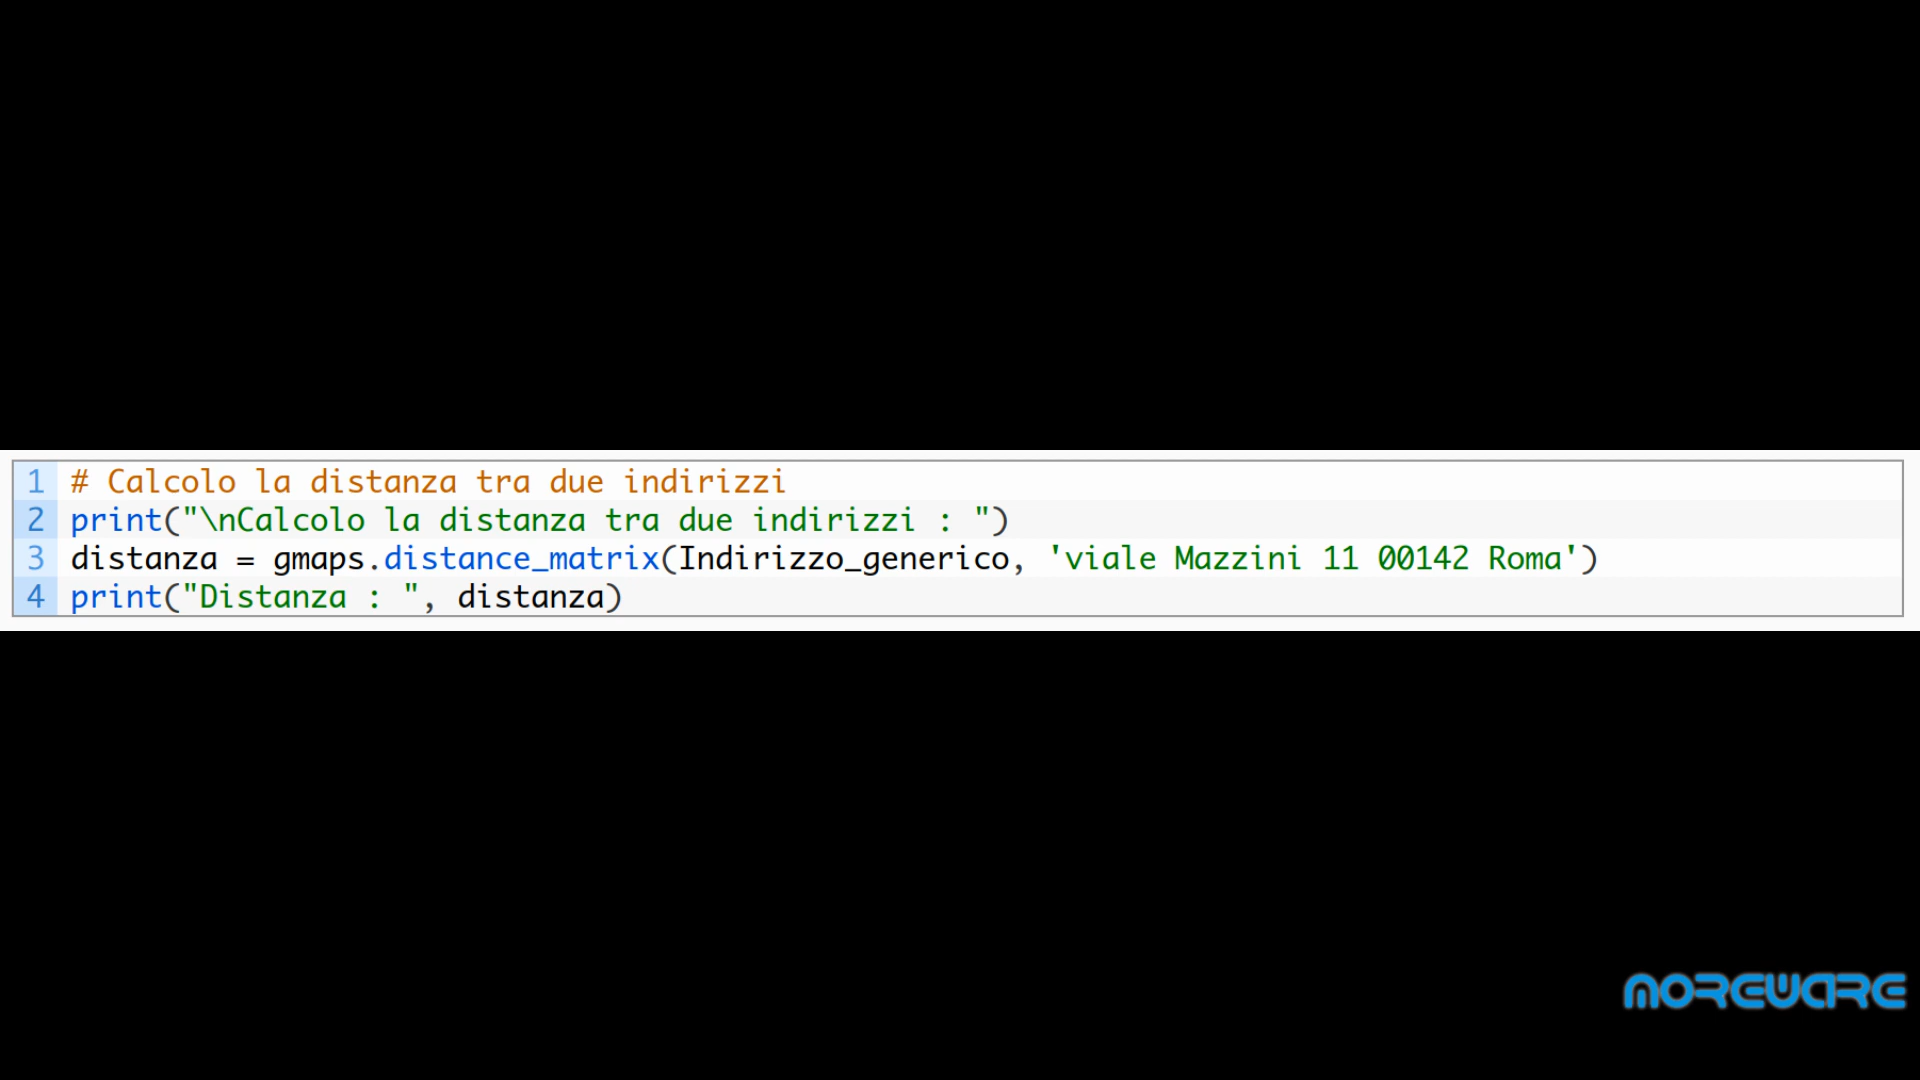 1 # Calcolo la distanza tra due indirizzi
2 print("\nCalcolo la distanza tra due indirizzi : ")
3 distanza = gmaps.distance_matrix(Indirizzo_generico, 'viale Mazzini 11 00142 Roma')
4 print("Distanza : ", distanza)
MOREWARE